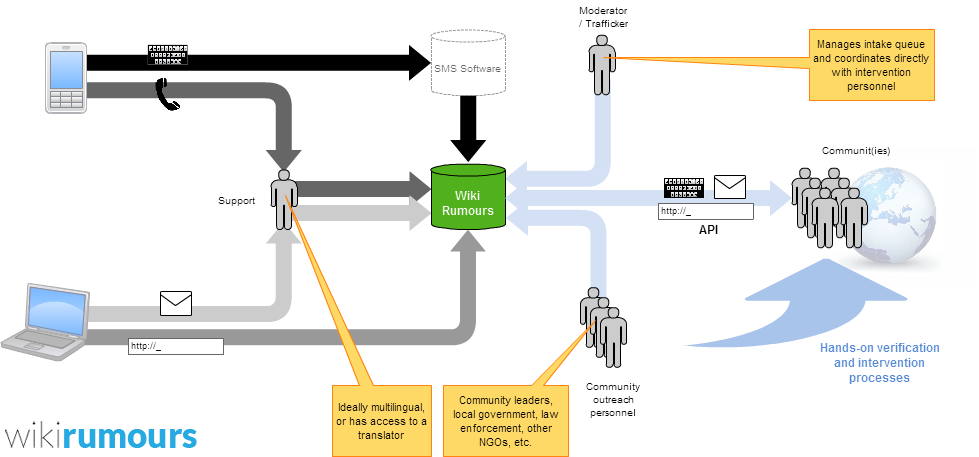 Moderator
/ Trafficker
Manages intake queue
and coordinates directly
with intervention
personnel
SMS Software
Communit(ies)
Support
Wiki
Rumours
http://_
API
http://_
Hands-on verification
and intervention
processes
Community
outreach
personnel
Ideally multilingual,
or has access to a
translator
Community leaders,
local government, law
enforcement, other
NGOs, etc.
wikirumours